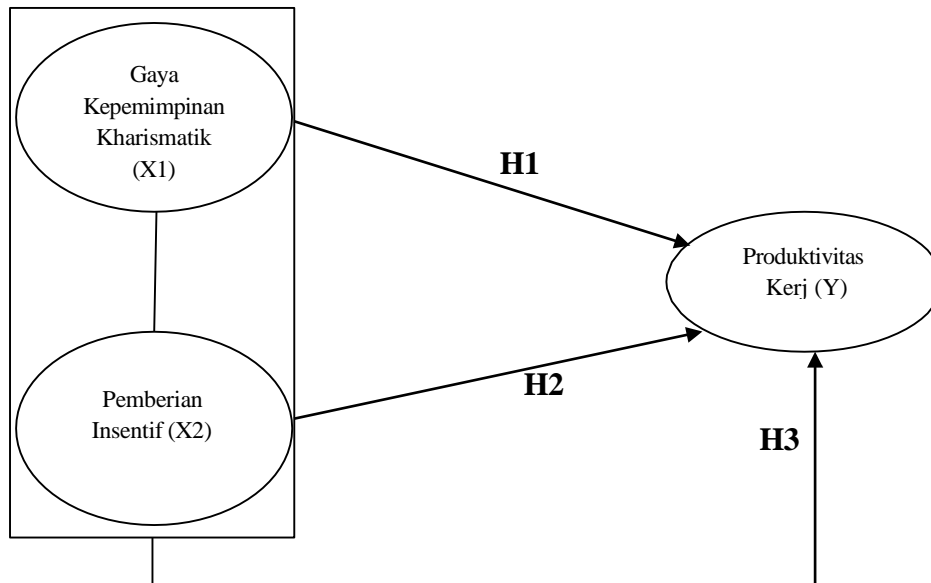 Gaya
Kepemimpinan
Kharismatik
(X1)
H1
Produktivitas
Kerj (Y)
H2
Pemberian
Insentif (X2)
H3